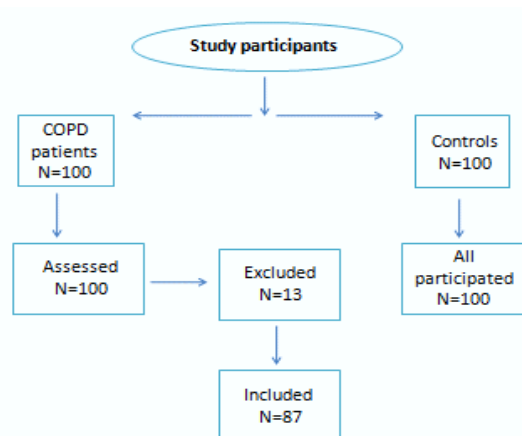 Study participants
COPD
patients
N=100
Controls
N=100
Assessed
N=100
Excluded
N=13
All
participated
N=100
Included
N=87